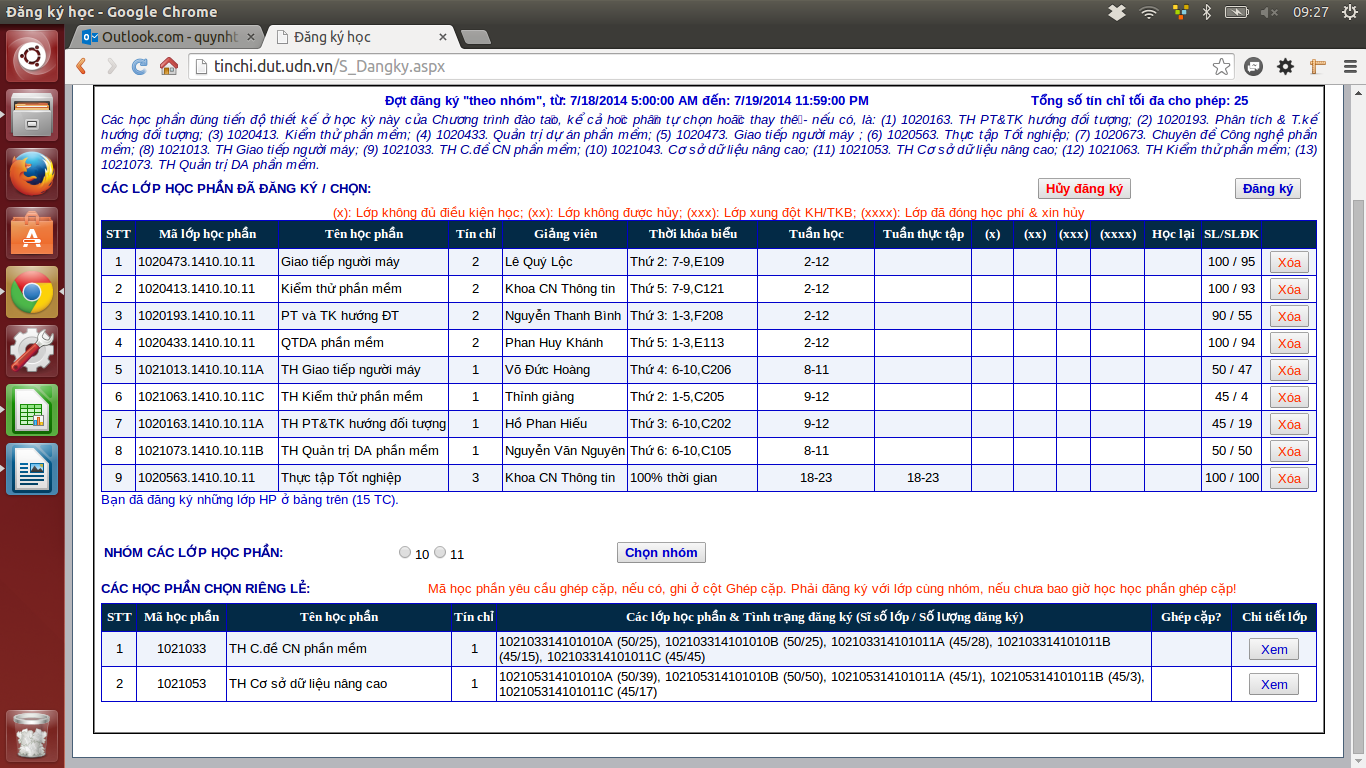 Đăng ký học - Google Chrome
09:27
Outlook.com - quynht
Đăng ký học
tinchi.dut.udn.vn/S_Dangky.aspx
Đợt đăng ký "theo nhóm", từ: 7/18/2014 5:00:00 AM đến: 7/19/2014 11:59:00 PM
Tổng số tín chỉ tối đa cho phép: 25
Các học phần đúng tiến độ thiết kế ở học kỳ này của Chương trình đào tạo, kể cả học phần tự chọn hoặc thay thế - nếu có, là: (1) 1020163. TH PT&TK hướng đối tượng; (2) 1020193. Phân tích & T.kế
hướng đối tượng; (3) 1020413. Kiểm thử phần mềm; (4) 1020433. Quản trị dự án phần mềm; (5) 1020473. Giao tiếp người máy ; (6) 1020563. Thực tập Tốt nghiệp; (7) 1020673. Chuyên đề Công nghệ phần
mềm; (8) 1021013. TH Giao tiếp người máy; (9) 1021033. TH C.đề CN phần mềm; (10) 1021043. Cơ sở dữ liệu nâng cao; (11) 1021053. TH Cơ sở dữ liệu nâng cao; (12) 1021063. TH Kiểm thử phần mềm; (13)
1021073. TH Quản trị DA phần mềm.
CÁC LỚP HỌC PHẦN ĐÃ ĐĂNG KÝ / CHỌN:
Hủy đăng ký
Đăng ký
(x): Lớp không đủ điều kiện học; (xx): Lớp không được hủy; (xxx): Lớp xung đột KH/TKB; (xxxx): Lớp đã đóng học phí & xin hủy
STT Mã lớp học phần Tên học phần Tín chỉ Giảng viên Thời khóa biểu Tuần học Tuần thực tập (x) (xx) (xxx) (xxxx) Học lại SL/SLĐK
1 1020473.1410.10.11 Giao tiếp người máy 2 Lê Quý Lộc Thứ 2: 7-9,E109 2-12 100 / 95 Xóa
2 1020413.1410.10.11 Kiểm thử phần mềm 2 Khoa CN Thông tin Thứ 5: 7-9,C121 2-12 100 / 93 Xóa
3 1020193.1410.10.11 PT và TK hướng ĐT 2 Nguyễn Thanh Bình Thứ 3: 1-3,F208 2-12 90 / 55 Xóa
4 1020433.1410.10.11 QTDA phần mềm 2 Phan Huy Khánh Thứ 5: 1-3,E113 2-12 100 / 94 Xóa
5 1021013.1410.10.11A TH Giao tiếp người máy 1 Võ Đức Hoàng Thứ 4: 6-10,C206 8-11 50 / 47 Xóa
6 1021063.1410.10.11C TH Kiểm thử phần mềm 1 Thỉnh giảng Thứ 2: 1-5,C205 9-12 45 / 4 Xóa
7 1020163.1410.10.11A TH PT&TK hướng đối tượng 1 Hồ Phan Hiếu Thứ 3: 6-10,C202 9-12 45 / 19 Xóa
8 1021073.1410.10.11B TH Quản trị DA phần mềm 1 Nguyễn Văn Nguyên Thứ 6: 6-10,C105 8-11 50 / 50 Xóa
9 1020563.1410.10.11 Thực tập Tốt nghiệp 3 Khoa CN Thông tin 100% thời gian 18-23 18-23 100 / 100 Xóa
Bạn đã đăng ký những lớp HP ở bảng trên (15 TC).
NHÓM CÁC LỚP HỌC PHẦN: 10 11 Chọn nhóm
CÁC HỌC PHẦN CHỌN RIÊNG LẺ:
Mã học phần yêu cầu ghép cặp, nếu có, ghi ở cột Ghép cặp. Phải đăng ký với lớp cùng nhóm, nếu chưa bao giờ học học phần ghép cặp!
STT Mã học phần Tên học phần Tín chỉ Các lớp học phần & Tình trạng đăng ký (Sĩ số lớp / Số lượng đăng ký) Ghép cặp? Chi tiết lớp
1 1021033 TH C.đề CN phần mềm 1 102103314101010A (50/25), 102103314101010B (50/25), 102103314101011A (45/28), 102103314101011B
(45/15), 102103314101011C (45/45) Xem
2 1021053 TH Cơ sở dữ liệu nâng cao 1 102105314101010A (50/39), 102105314101010B (50/50), 102105314101011A (45/1), 102105314101011B (45/3),
102105314101011C (45/17) Xem